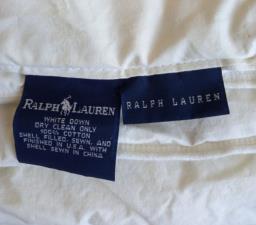 RALPH LAUREN
WHITE DOWN
DRY CLEAN ONLY
100% COTTON
SHELL FILLED, SEWN, AND
FINISHED IN U.S.A. WITH
SHELL SEWN IN CHINA
RALPH LAUREN